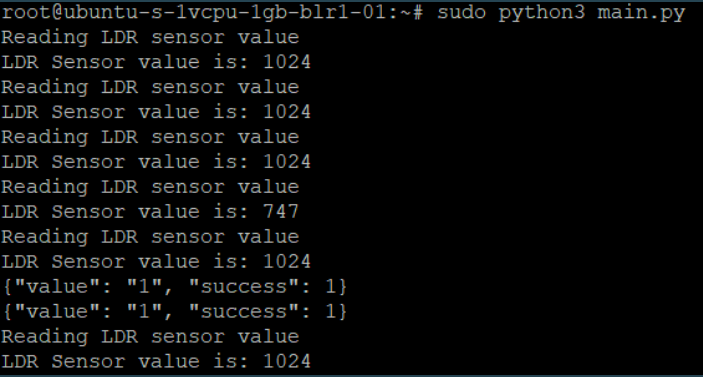 root@ubuntu-s-1vcpu-1gb-blr1-01:~# sudo python3 main.py
Reading LDR sensor value
LDR Sensor value is: 1024
Reading LDR sensor value
LDR Sensor value is: 1024
Reading LDR sensor value
LDR Sensor value is: 1024
Reading LDR sensor value
LDR Sensor value is: 747
Reading LDR sensor value
LDR Sensor value is: 1024
{"value": "1", "success": 1}
{"value": "1", "success": 1}
Reading LDR sensor value
LDR Sensor value is: 1024